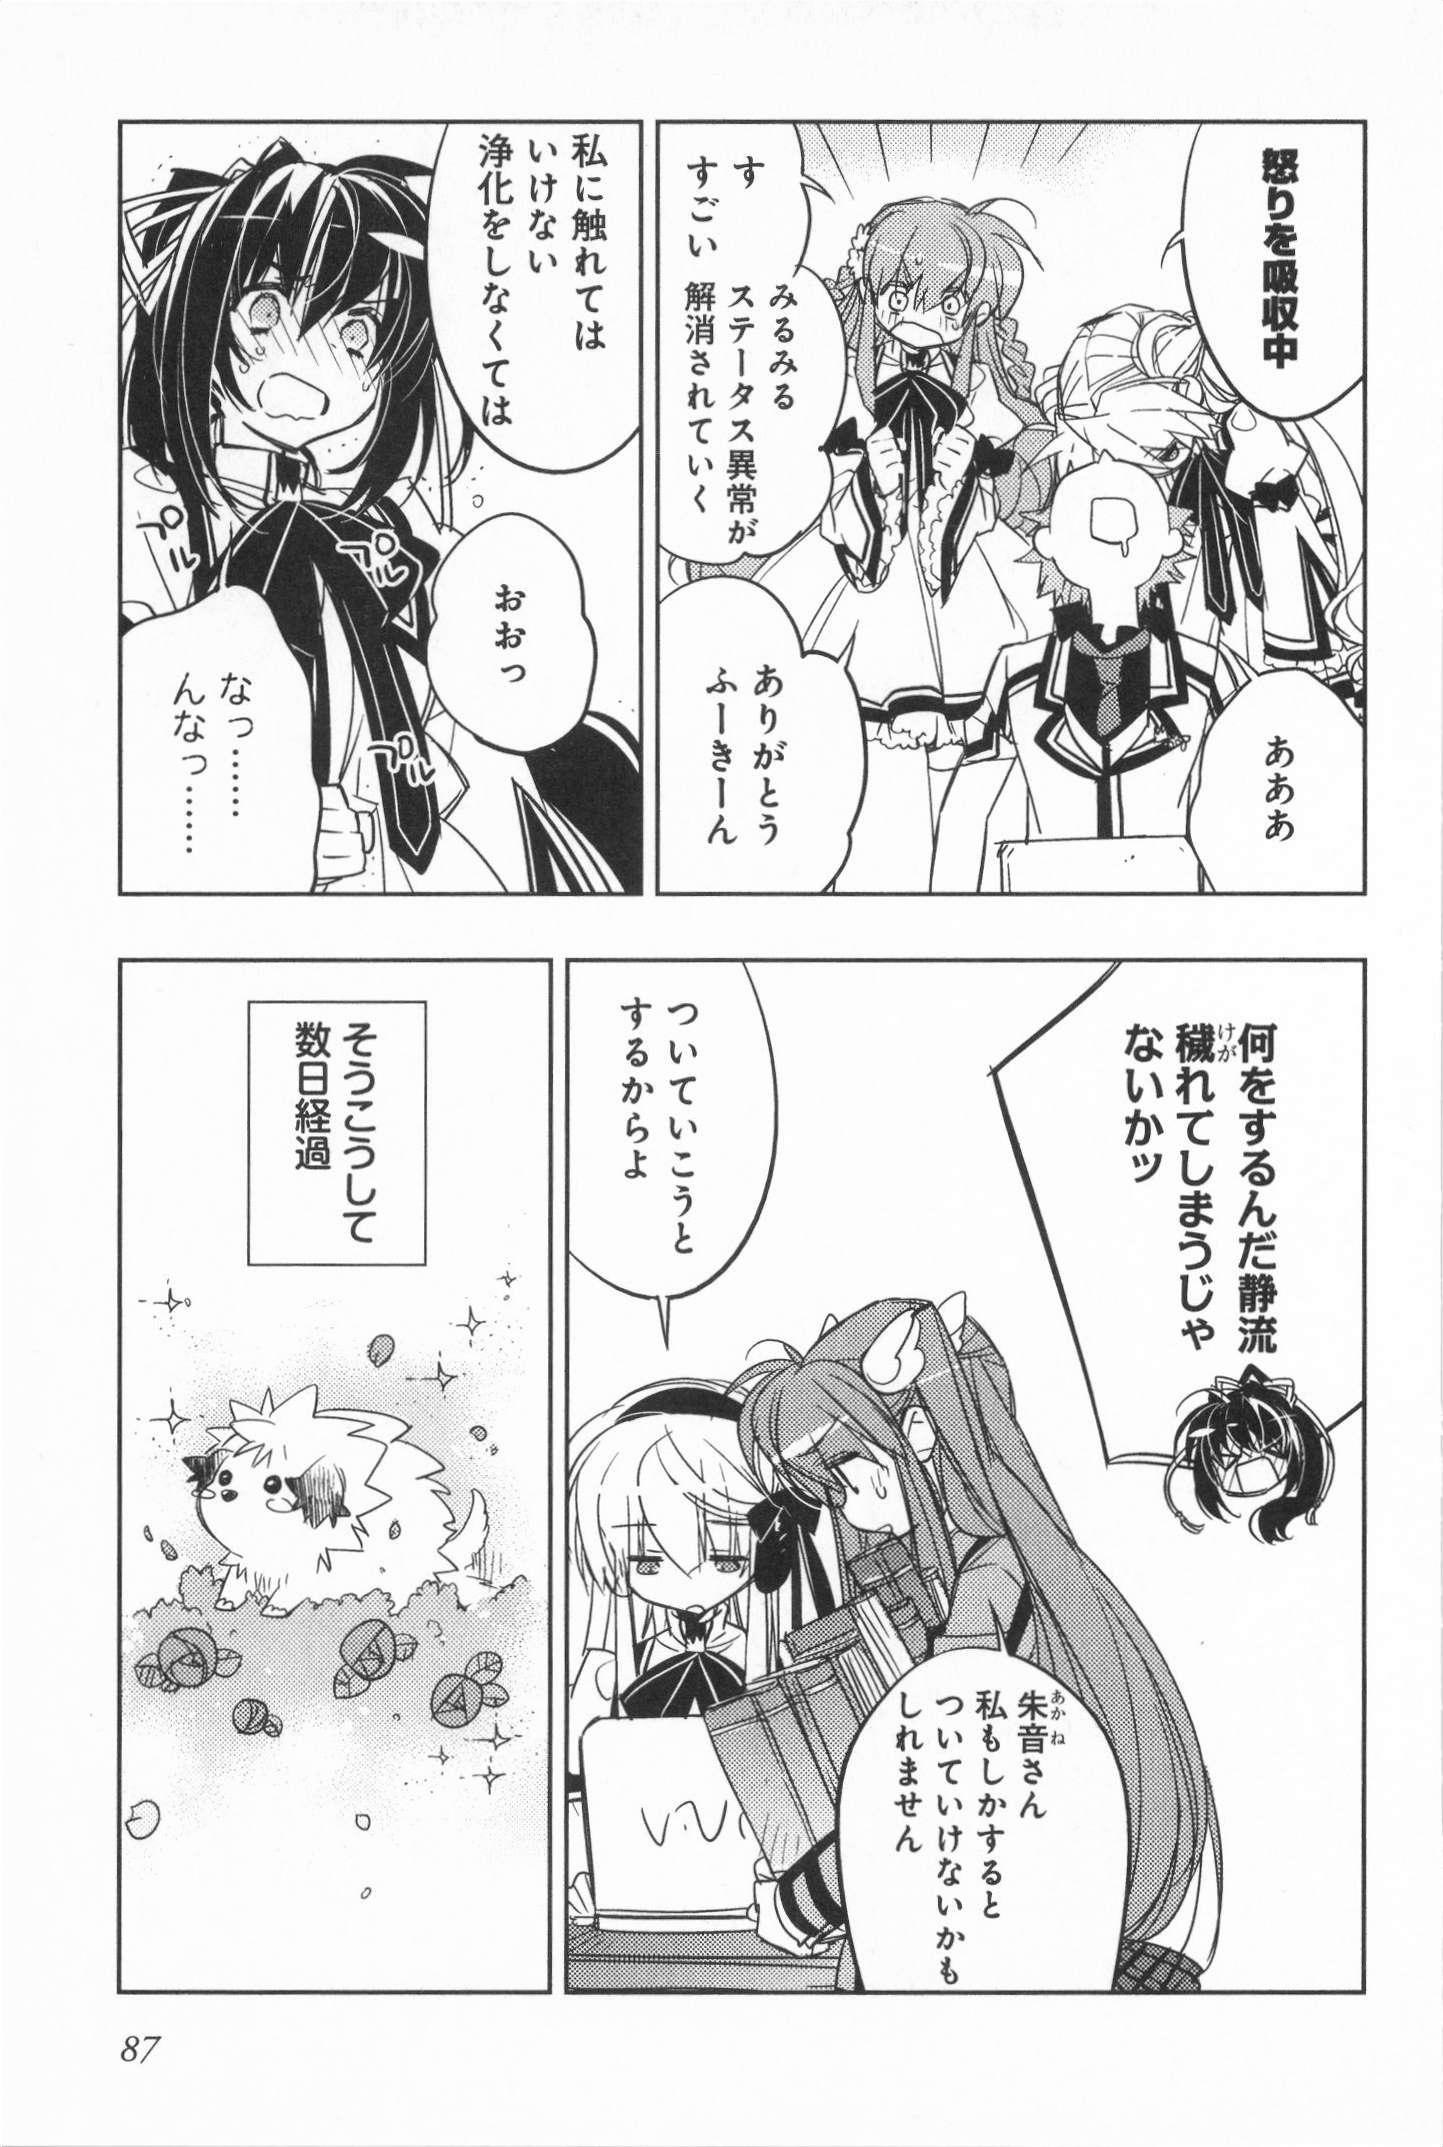 怒りを吸収中
す
すごい
みるみる
ステータス異常が
解消されていく
あああ
ありがとう
ふーきーん
私に触れては
いけない
浄化をしなくては
おおっ
プル
プル
プル
なっ……
んなっ………
何をするんだ静流
穢れてしまうじゃ
けが
ないかッ
朱音さん
あかね
私もしかすると
ついていけないかも
しれません
ついていこうと
するからよ
そうこうして
数日経過
87